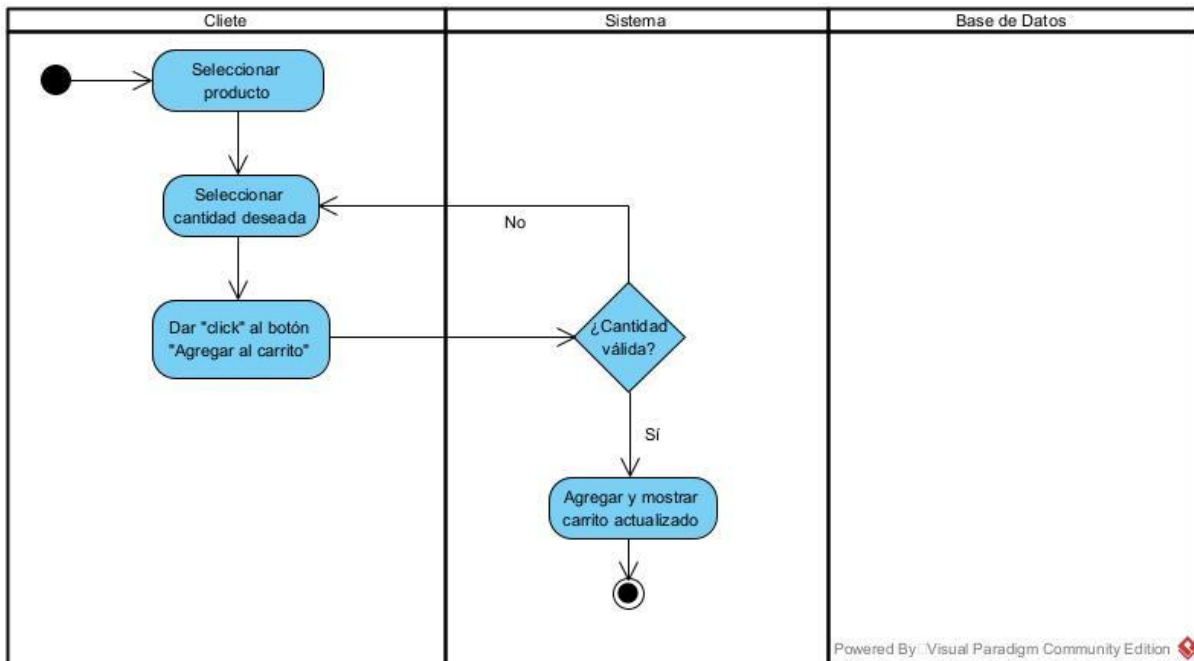 Cliete
Sistema
Base de Datos
Seleccionar
producto
Seleccionar
cantidad deseada
No
Dar "click" al botón
"Agregar al carrito"
¿Cantidad
válida?
Sí
Agregar y mostrar
carrito actualizado
Powered By Visual Paradigm Community Edition